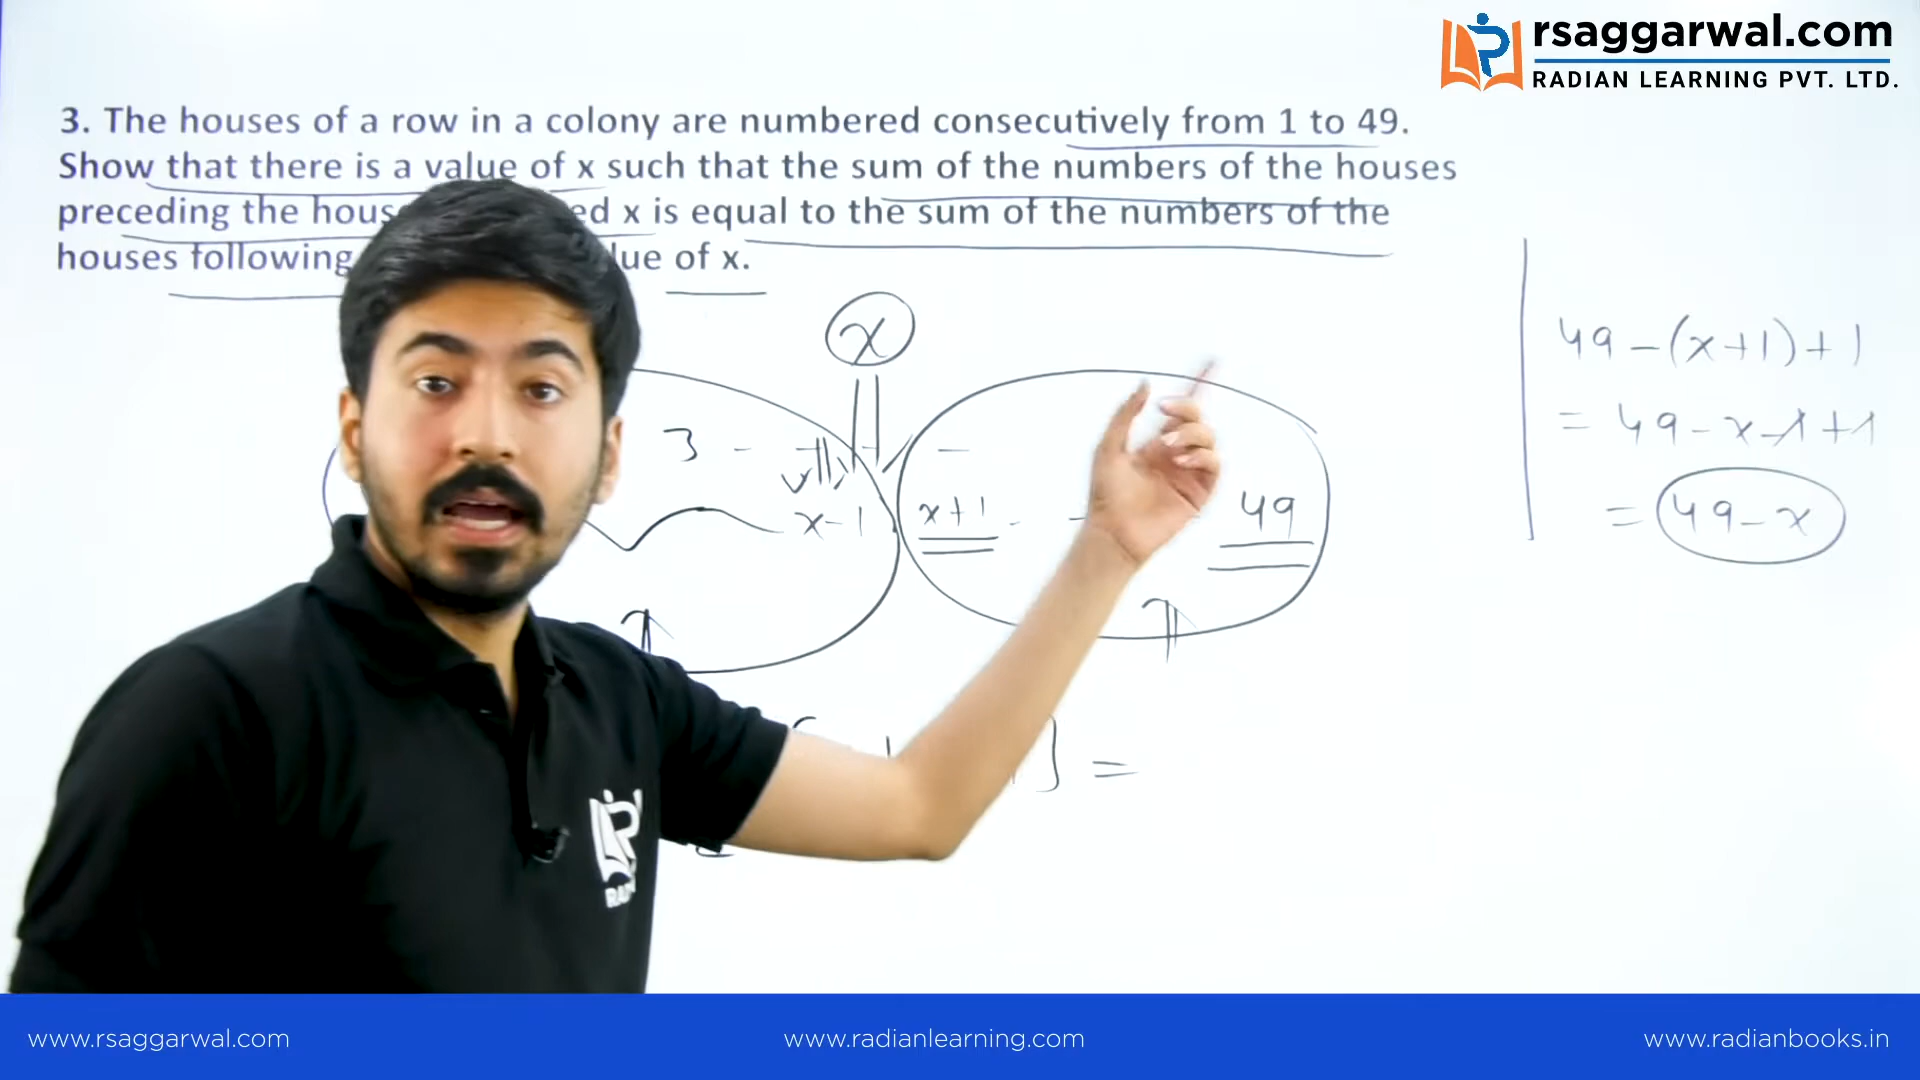 rsaggarwal.com
RADIAN LEARNING PVT. LTD.
3. The houses of a row in a colony are numbered consecutively from 1 to 49.
Show that there is a value of x such that the sum of the numbers of the houses
preceding the hous ed x is equal to the sum of the numbers of the
houses following lue of x.
x
3 -
x-1
x+1 - - 49
] =
49-(x+1)+1
= 49-x-1+1
= 49-x
www.rsaggarwal.com
www.radianlearning.com
www.radianbooks.in